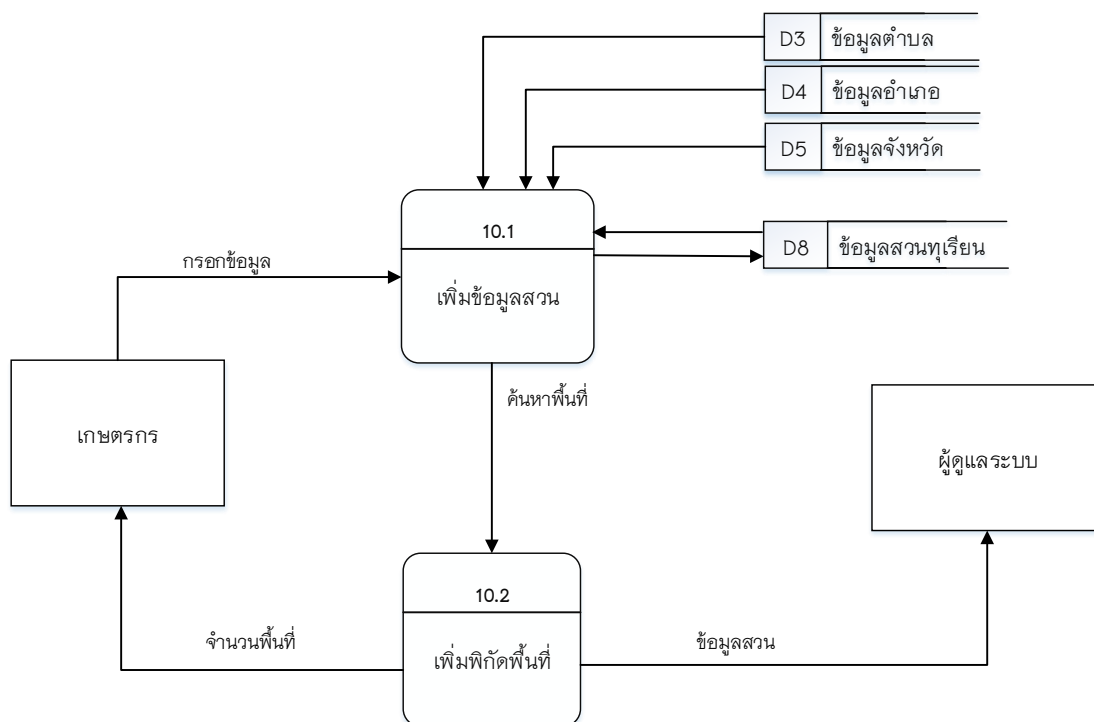 D3 ข้อมูลตำบล
D4 ข้อมูลอำเภอ
D5 ข้อมูลจังหวัด
10.1
D8 ข้อมูลสวนทุเรียน
กรอกข้อมูล
เพิ่มข้อมูลสวน
ค้นหาพื้นที่
เกษตรกร
ผู้ดูแลระบบ
10.2
จำนวนพื้นที่
เพิ่มพิกัดพื้นที่
ข้อมูลสวน